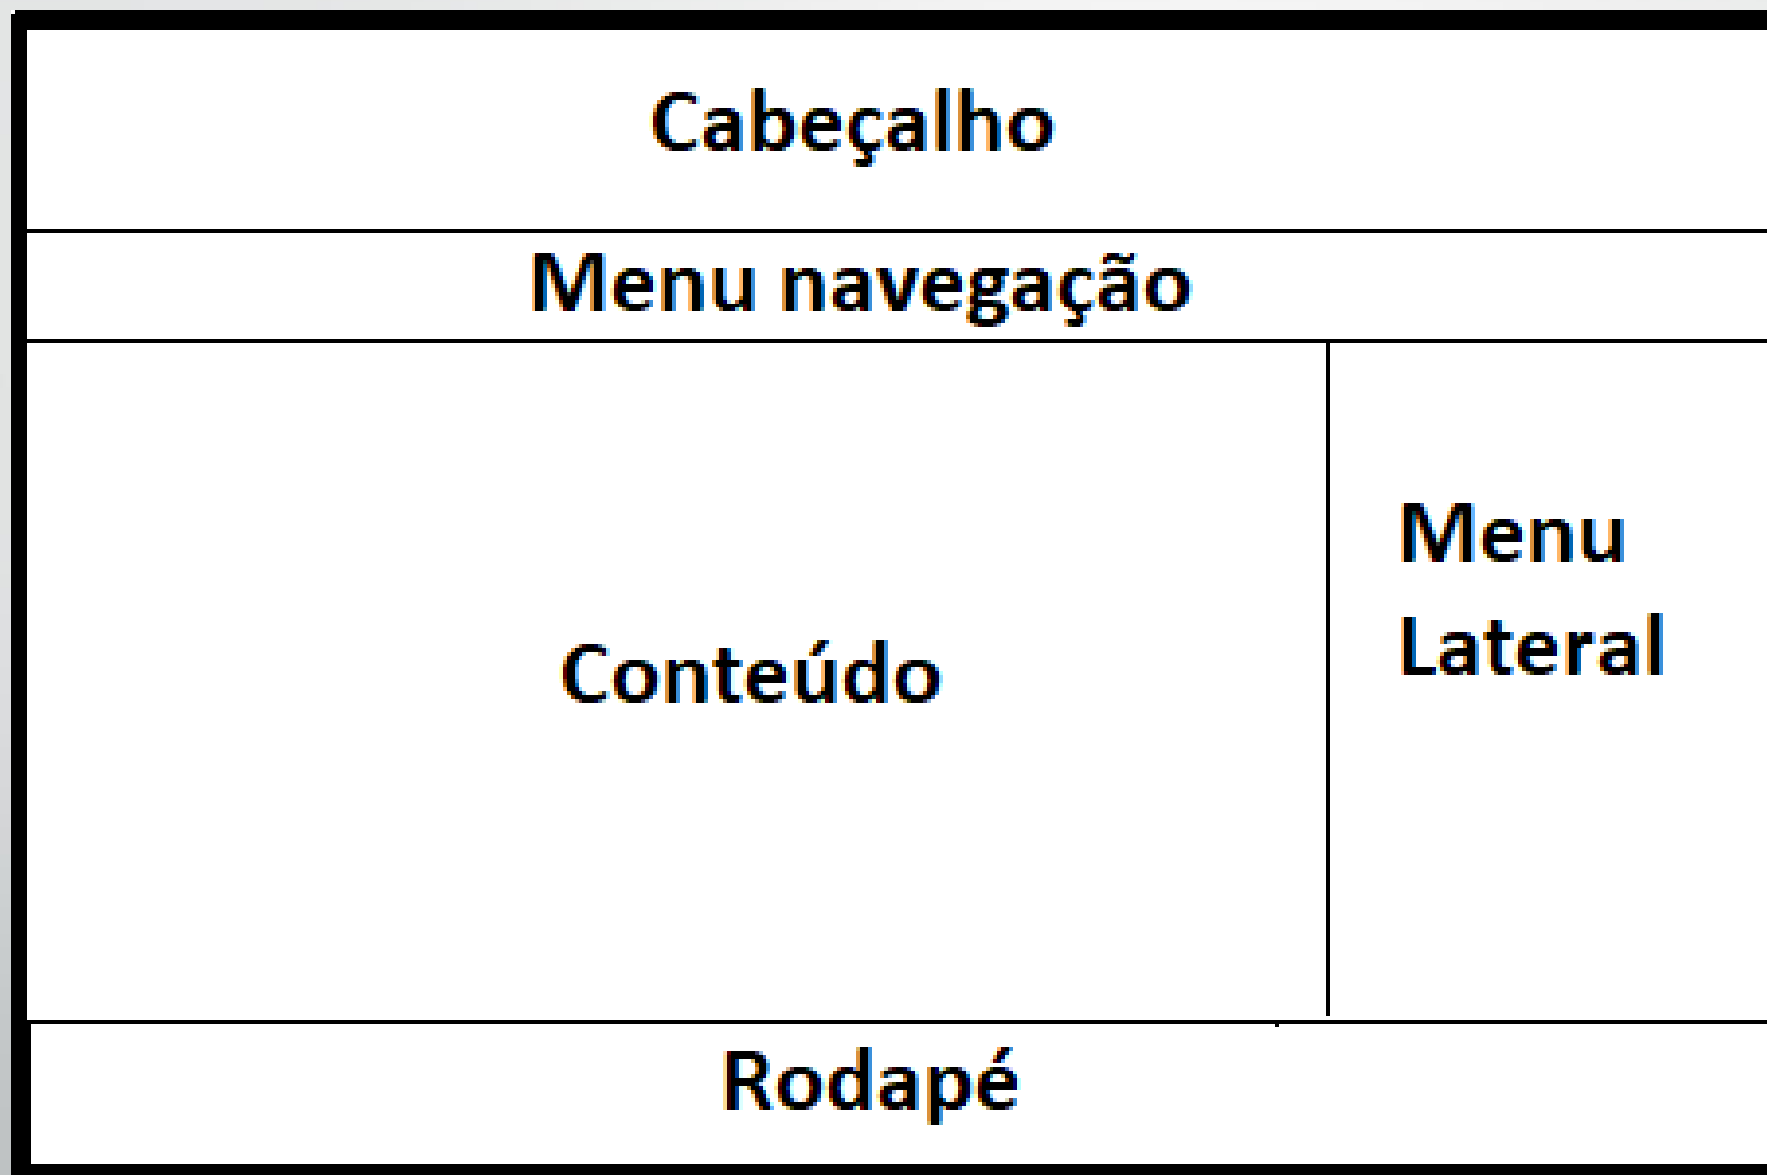 Cabeçalho
Menu navegação
Conteúdo
Menu
Lateral
Rodapé